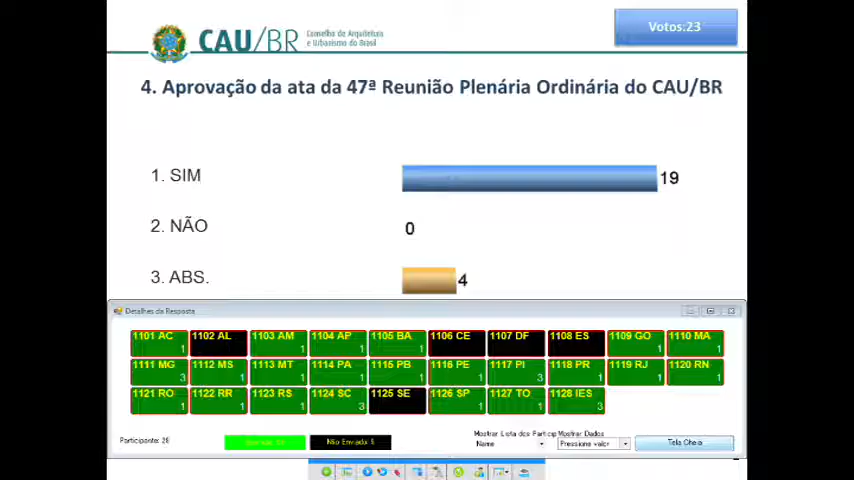 CAU/BR
Conselho de Arquitetura
e Urbanismo do Brasil
Votos:23
4. Aprovação da ata da 47ª Reunião Plenária Ordinária do CAU/BR
1. SIM 19
2. NÃO 0
3. ABS. 4
Detalhes da Resposta
1101 AC 1102 AL 1103 AM 1104 AP 1105 BA 1106 CE 1107 DF 1108 ES 1109 GO 1110 MA
1 1 1 1 1 1
1111 MG 1112 MS 1113 MT 1114 PA 1115 PB 1116 PE 1117 PI 1118 PR 1119 RJ 1120 RN
3 1 1 1 1 1 3 1 1 1
1121 RO 1122 RR 1123 RS 1124 SC 1125 SE 1126 SP 1127 TO 1128 IES
1 1 1 3 1 1 3
Participante: 28
Não Enviada: 5
Mostrar Lista dos Particip Mostrar Dados
Name Pressione valor
Tela Cheia